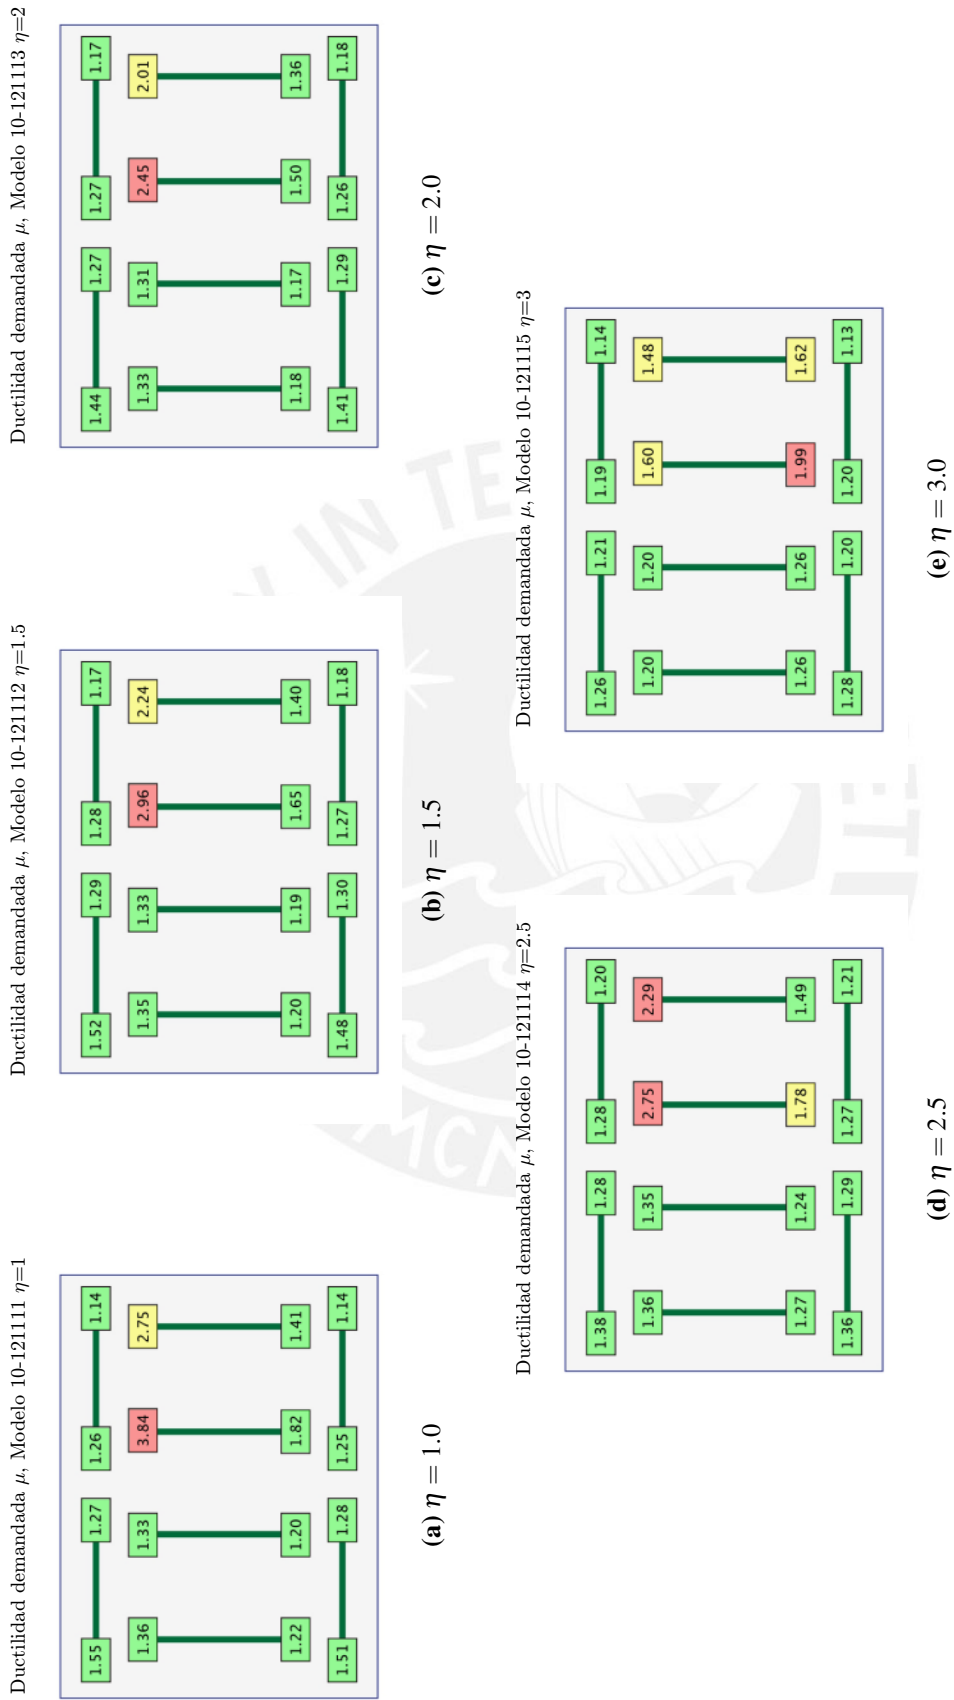 Ductilidad demandada μ, Modelo 10-121111 η=1
1.55 1.27 1.26 1.14
1.36 1.33 3.84 2.75
1.22 1.20 1.82 1.41
1.51 1.28 1.25 1.14
(a) η = 1.0
Ductilidad demandada μ, Modelo 10-121112 η=1.5
1.52 1.29 1.28 1.17
1.35 1.33 2.96 2.24
1.20 1.19 1.65 1.40
1.48 1.30 1.27 1.18
(b) η = 1.5
Ductilidad demandada μ, Modelo 10-121113 η=2
1.44 1.27 1.27 1.17
1.33 1.31 2.45 2.01
1.18 1.17 1.50 1.36
1.41 1.29 1.26 1.18
(c) η = 2.0
Ductilidad demandada μ, Modelo 10-121114 η=2.5
1.38 1.28 1.28 1.20
1.36 1.35 2.75 2.29
1.27 1.24 1.78 1.49
1.36 1.29 1.27 1.21
(d) η = 2.5
Ductilidad demandada μ, Modelo 10-121115 η=3
1.26 1.21 1.19 1.14
1.20 1.20 1.60 1.48
1.26 1.26 1.99 1.62
1.28 1.20 1.20 1.13
(e) η = 3.0